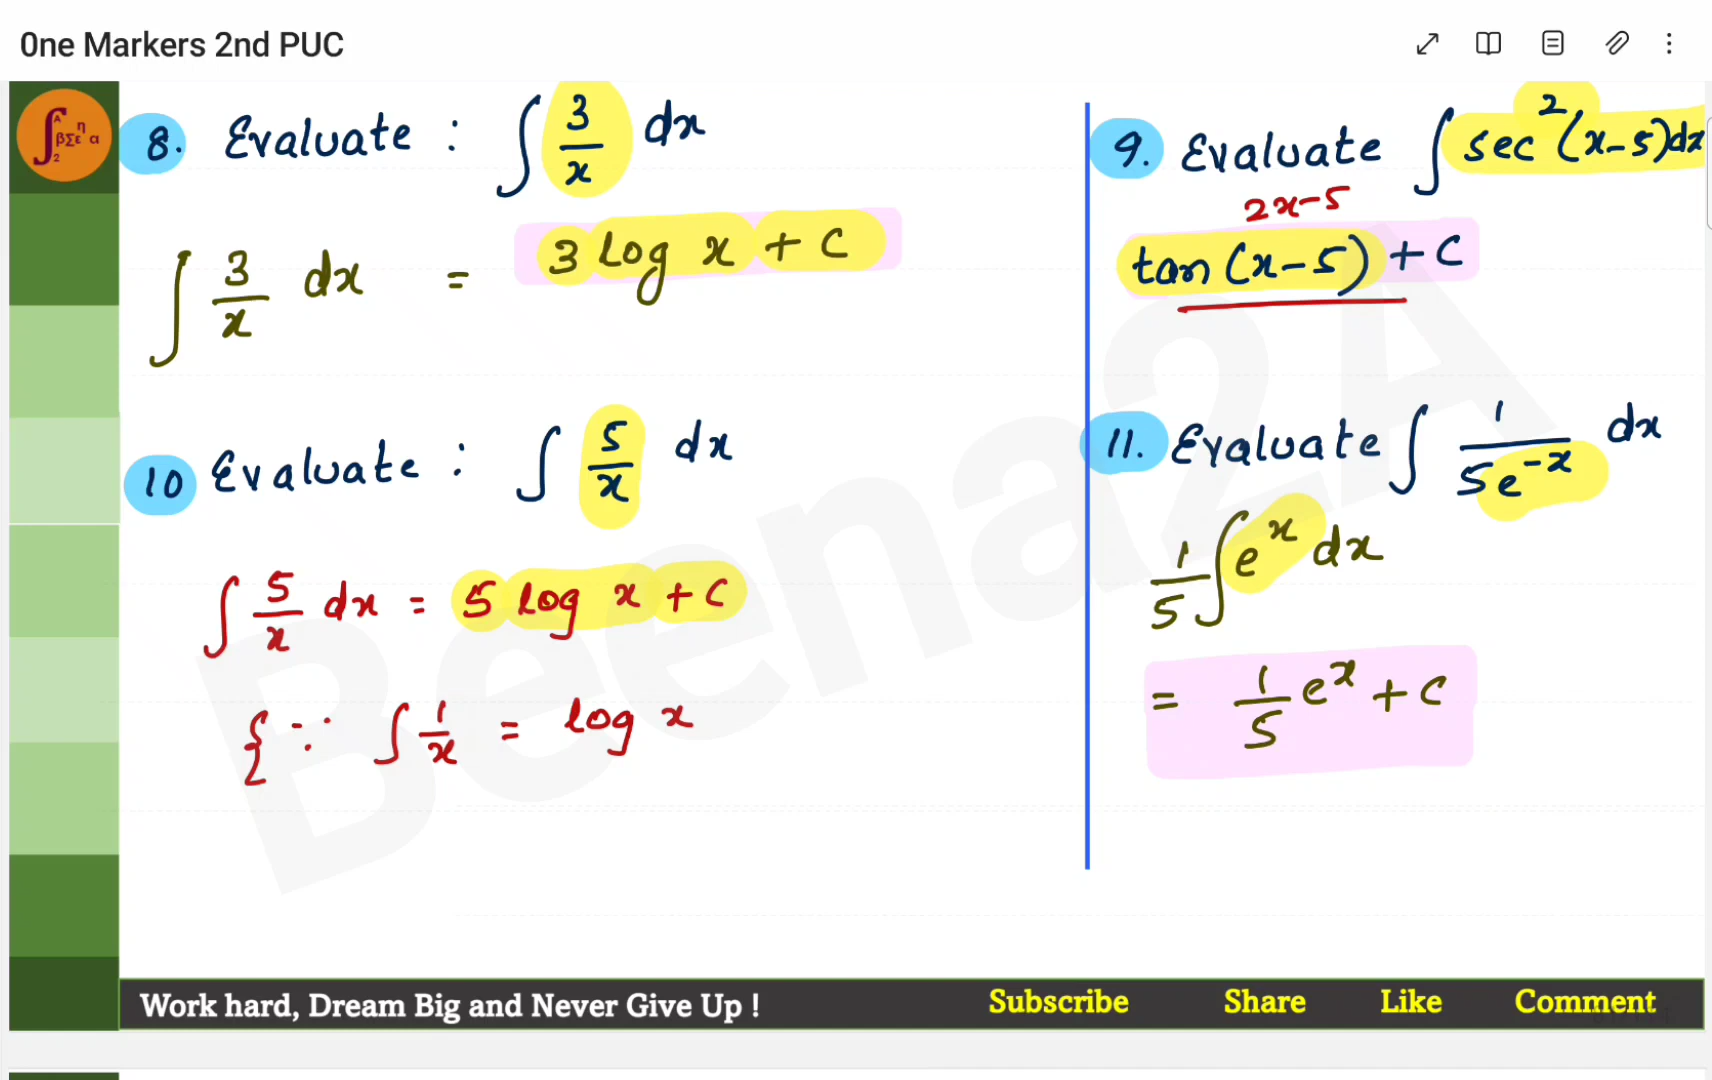 One Markers 2nd PUC
8. Evaluate : ∫ 3/x dx
∫ 3/x dx = 3 log x + C
10 Evaluate : ∫ 5/x dx
∫ 5/x dx = 5 log x + C
{ ∵ ∫ 1/x = log x
9. Evaluate ∫ sec²(x-5)dx
2x-5
tan (x-5) + C
11. Evaluate ∫ 1/5e^-x dx
1/5 ∫ e^x dx
= 1/5 e^x + C
Beena2A
Work hard, Dream Big and Never Give Up !
Subscribe Share Like Comment